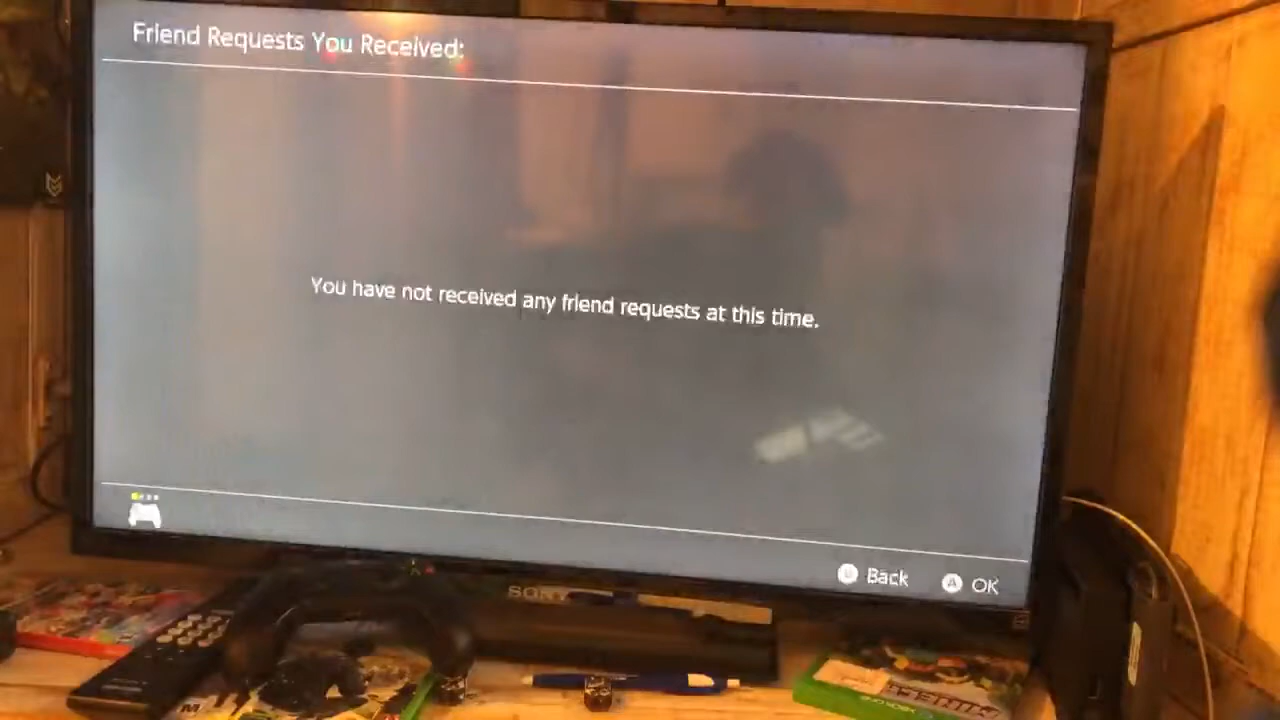 Friend Requests You Received:
You have not received any friend requests at this time.
B Back
A OK
SONY